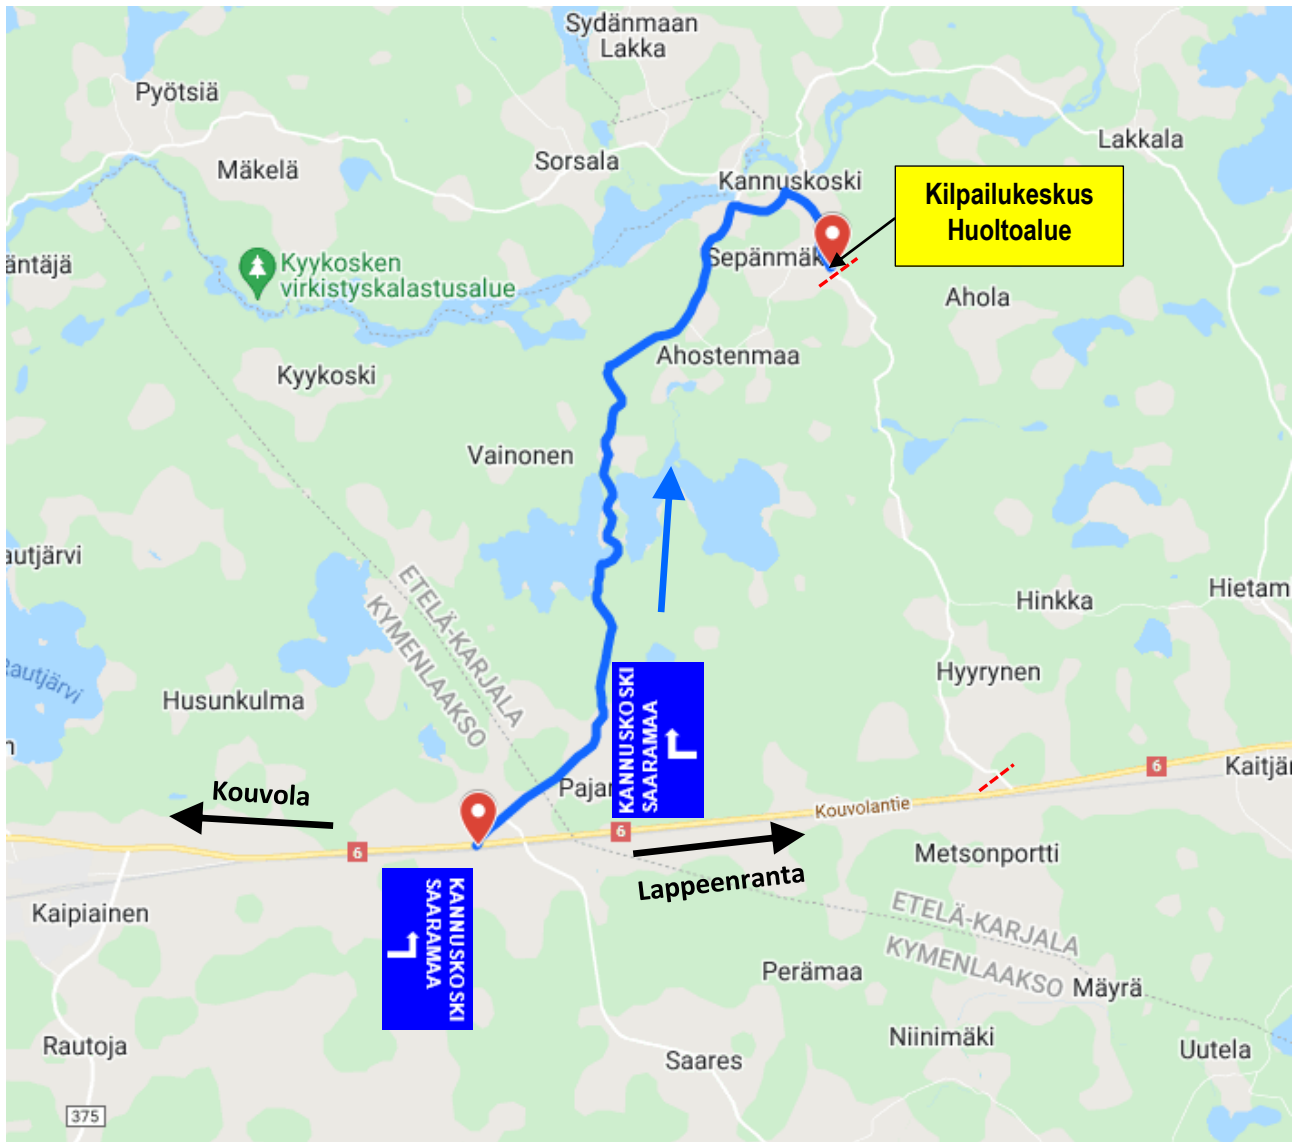 Sydänmaan
Lakka
Pyötsiä
Lakkala
Mäkelä
Sorsala
Kannuskoski
Kilpailukeskus
Huoltoalue
äntäjä
Kyykosken
virkistyskalastusalue
Sepänmäk
Ahola
Ahostenmaa
Kyykoski
Vainonen
autjärvi
ETELÄ-KARJALA
KYMENLAAKSO
Hinkka
Hietam
Rautjärvi
Husunkulma
Hyyrynen
KANNUSKOSKI
SAARAMAA
n
Kouvola
Pajar
6
Kaitjär
Kouvolantie
6
6
Lappeenranta
Metsonportti
KANNUSKOSKI
SAARAMAA
Kaipiainen
ETELÄ-KARJALA
KYMENLAAKSO
Perämaa
Mäyrä
Niinimäki
Rautoja
Saares
Uutela
375